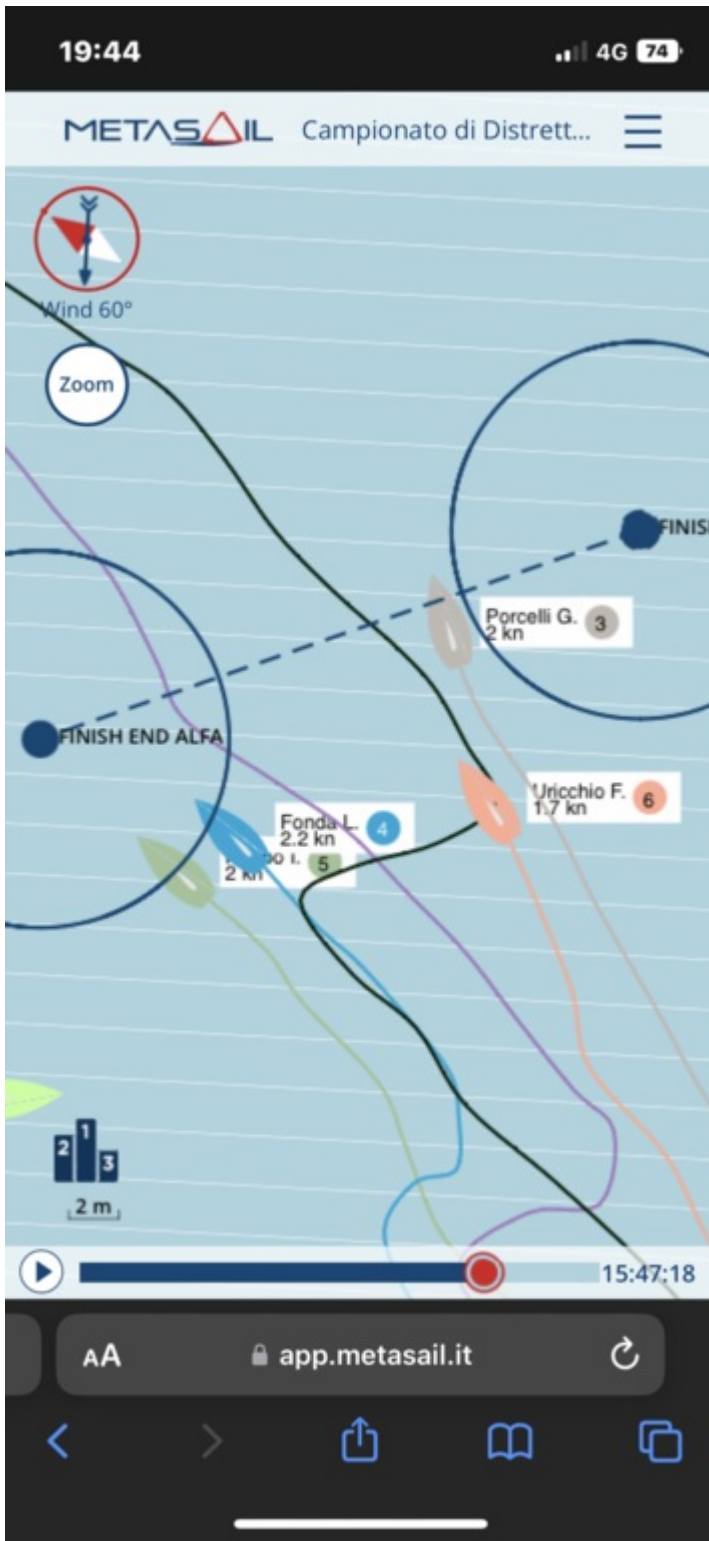 19:44
4G 74
METASAIL Campionato di Distrett...
Wind 60°
Zoom
FINIS
Porcelli G. 3
2 kn
FINISH END ALFA
Uricchio F. 6
1.7 kn
Fonda L. 4
2.2 kn
5
2 kn
2 1 3
2 m
15:47:18
AA app.metasail.it